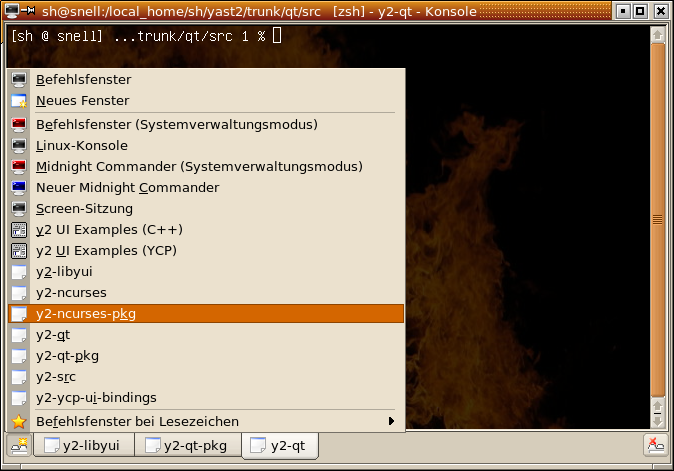 sh@snell:/local_home/sh/yast2/trunk/qt/src [zsh] - y2-qt - Konsole
[sh @ snell] ...trunk/qt/src 1 %
Befehlsfenster
Neues Fenster
Befehlsfenster (Systemverwaltungsmodus)
Linux-Konsole
Midnight Commander (Systemverwaltungsmodus)
Neuer Midnight Commander
Screen-Sitzung
y2 UI Examples (C++)
y2 UI Examples (YCP)
y2-libyui
y2-ncurses
y2-ncurses-pkg
y2-qt
y2-qt-pkg
y2-src
y2-ycp-ui-bindings
Befehlsfenster bei Lesezeichen
y2-libyui y2-qt-pkg y2-qt